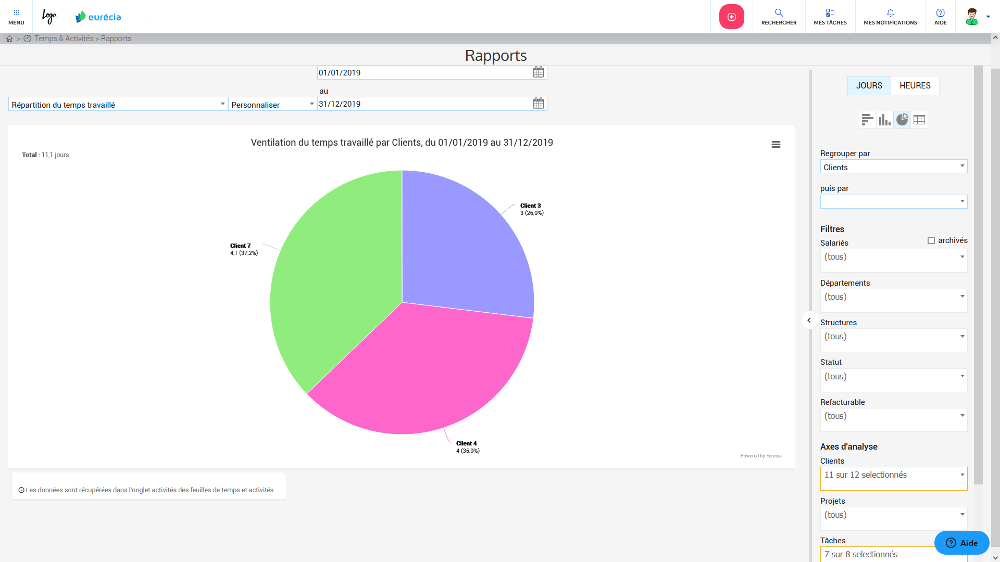 MENU
Logo
eurécia
RECHERCHER
MES TÂCHES
MES NOTIFICATIONS
AIDE
> Temps & Activités > Rapports
Rapports
01/01/2019
au
Répartition du temps travaillé
Personnaliser
31/12/2019
JOURS
HEURES
Ventilation du temps travaillé par Clients, du 01/01/2019 au 31/12/2019
Total : 11,1 jours
Client 3
3 (26,9%)
Client 7
4,1 (37,2%)
Client 4
4 (35,9%)
Powered by Eurécia
Les données sont récupérées dans l'onglet activités des feuilles de temps et activités
Regrouper par
Clients
puis par
Filtres
Salariés
archivés
(tous)
Départements
(tous)
Structures
(tous)
Statut
(tous)
Refacturable
(tous)
Axes d'analyse
Clients
11 sur 12 selectionnés
Projets
(tous)
Tâches
7 sur 8 selectionnés
Aide